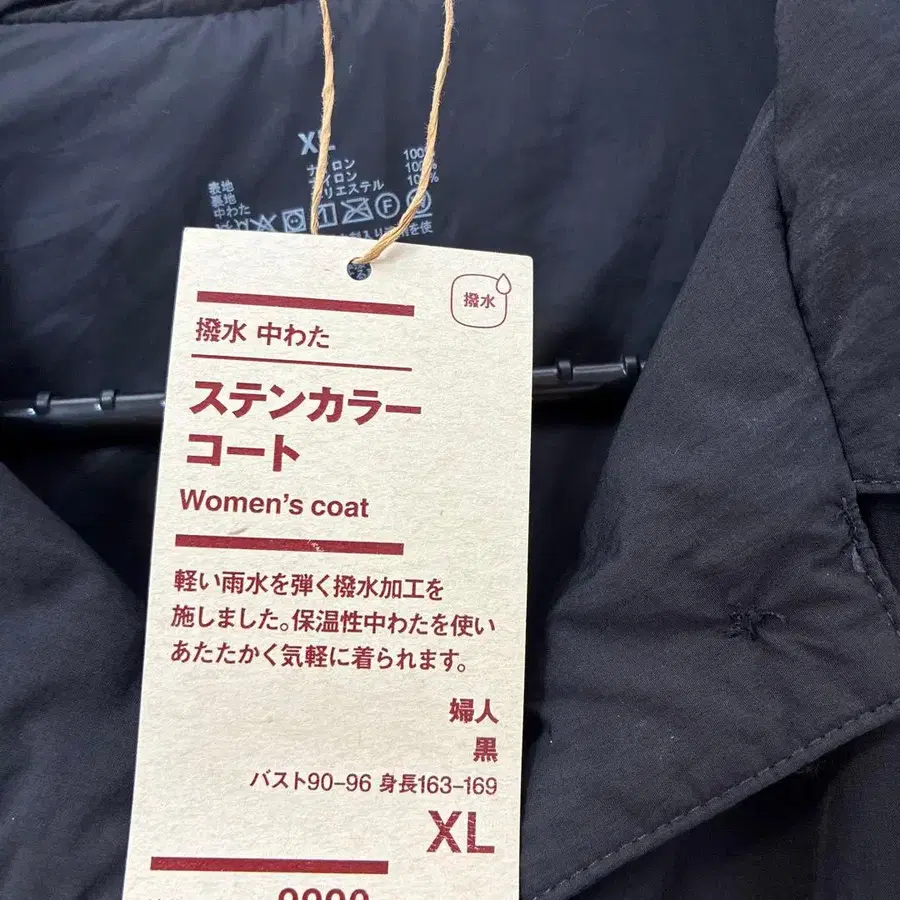 XL
表地 ナイロン 100%
裏地 ナイロン 100%
中わた ポリエステル 100%
撥水
撥水 中わた
ステンカラー
コート
Women's coat
軽い雨水を弾く撥水加工を
施しました。保温性中わたを使い
あたたかく気軽に着られます。
婦人
黒
バスト90-96 身長163-169
XL